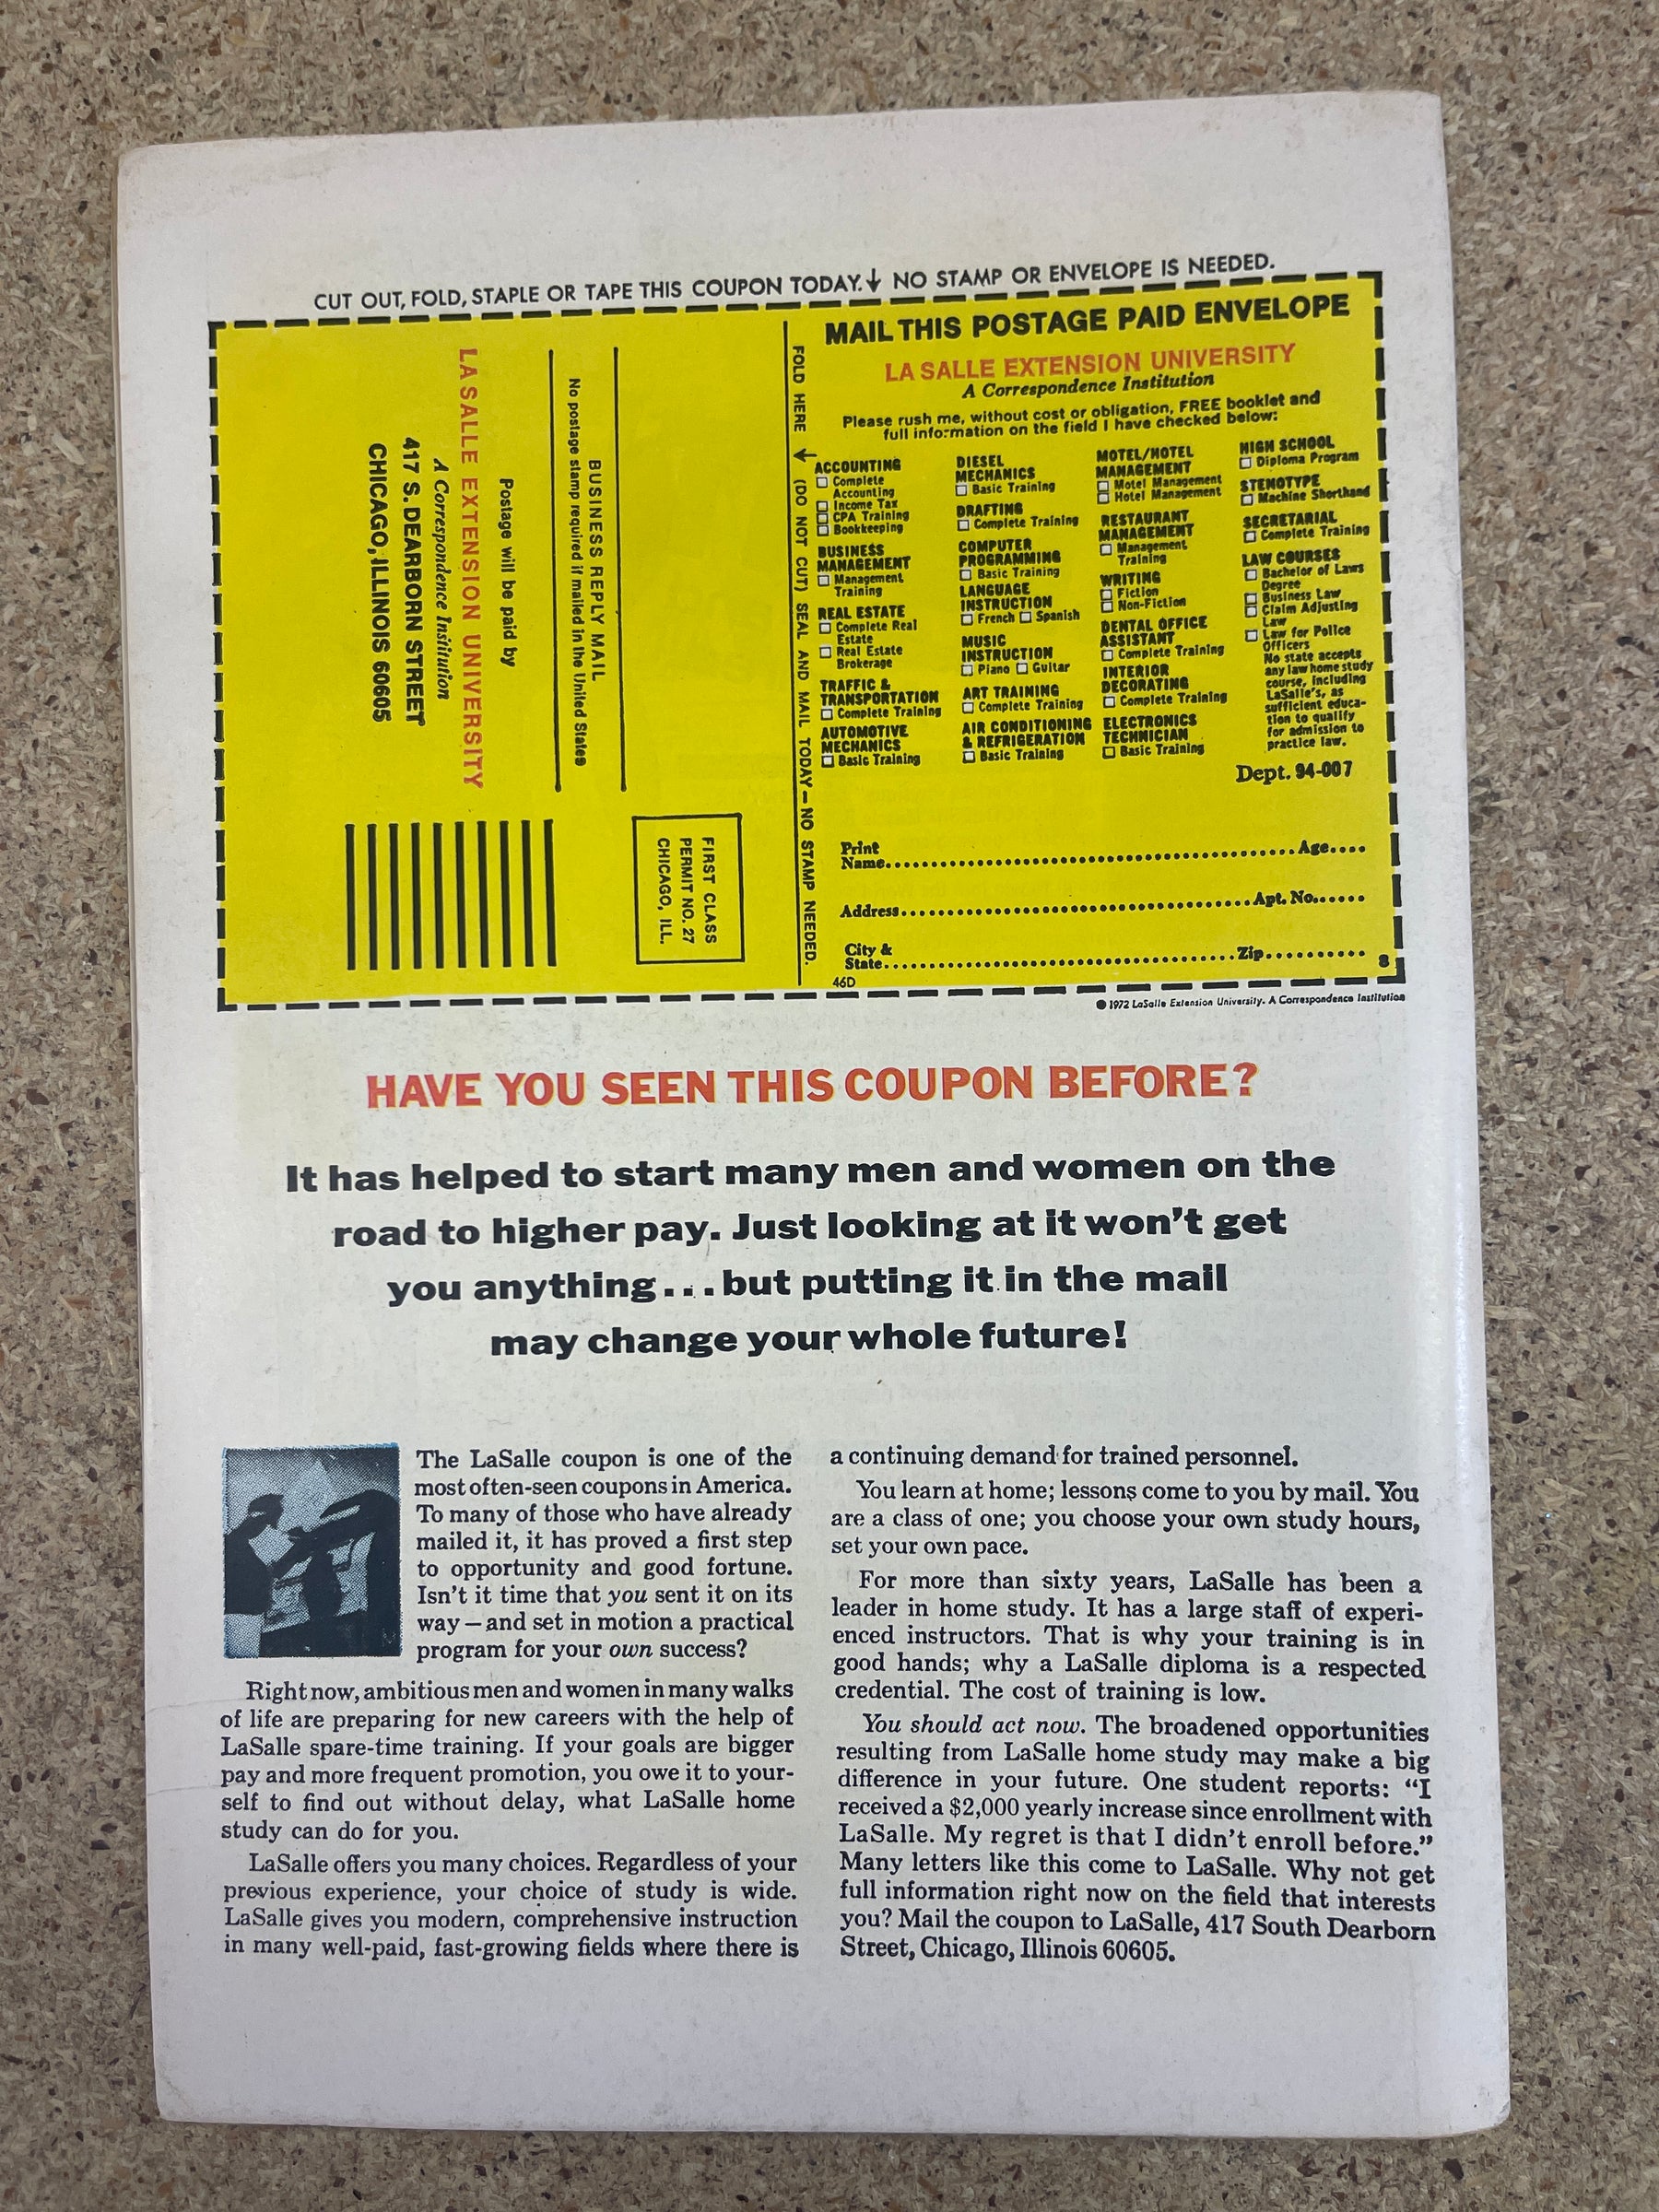 CUT OUT, FOLD, STAPLE OR TAPE THIS COUPON TODAY. ↓ NO STAMP OR ENVELOPE IS NEEDED.
BUSINESS REPLY MAIL
No postage stamp required if mailed in the United States
Postage will be paid by
LA SALLE EXTENSION UNIVERSITY
A Correspondence Institution
417 S. DEARBORN STREET
CHICAGO, ILLINOIS 60605
FIRST CLASS
PERMIT NO. 27
CHICAGO, ILL.
FOLD HERE ↓ (DO NOT CUT) SEAL AND MAIL TODAY — NO STAMP NEEDED.
MAIL THIS POSTAGE PAID ENVELOPE
LA SALLE EXTENSION UNIVERSITY
A Correspondence Institution
Please rush me, without cost or obligation, FREE booklet and
full information on the field I have checked below:
ACCOUNTING
☐ Complete
Accounting
☐ Income Tax
☐ CPA Training
☐ Bookkeeping
BUSINESS
MANAGEMENT
☐ Management
Training
REAL ESTATE
☐ Complete Real
Estate
☐ Real Estate
Brokerage
TRAFFIC &
TRANSPORTATION
☐ Complete Training
AUTOMOTIVE
MECHANICS
☐ Basic Training
DIESEL
MECHANICS
☐ Basic Training
DRAFTING
☐ Complete Training
COMPUTER
PROGRAMMING
☐ Basic Training
LANGUAGE
INSTRUCTION
☐ French ☐ Spanish
MUSIC
INSTRUCTION
☐ Piano ☐ Guitar
ART TRAINING
☐ Complete Training
AIR CONDITIONING
& REFRIGERATION
☐ Basic Training
MOTEL/HOTEL
MANAGEMENT
☐ Motel Management
☐ Hotel Management
RESTAURANT
MANAGEMENT
☐ Management
Training
WRITING
☐ Fiction
☐ Non-Fiction
DENTAL OFFICE
ASSISTANT
☐ Complete Training
INTERIOR
DECORATING
☐ Complete Training
ELECTRONICS
TECHNICIAN
☐ Basic Training
HIGH SCHOOL
☐ Diploma Program
STENOTYPE
☐ Machine Shorthand
SECRETARIAL
☐ Complete Training
LAW COURSES
☐ Bachelor of Laws
Degree
☐ Business Law
☐ Claim Adjusting
Law
☐ Law for Police
Officers
No state accepts
any law home study
course, including
LaSalle's, as
sufficient educa-
tion to qualify
for admission to
practice law.
Dept. 94-007
Print
Name.......... Age....
Address.......... Apt. No......
City &
State.......... Zip..........
8
46D
© 1972 LaSalle Extension University. A Correspondence Institution
HAVE YOU SEEN THIS COUPON BEFORE?
It has helped to start many men and women on the
road to higher pay. Just looking at it won't get
you anything...but putting it in the mail
may change your whole future!
The LaSalle coupon is one of the
most often-seen coupons in America.
To many of those who have already
mailed it, it has proved a first step
to opportunity and good fortune.
Isn't it time that you sent it on its
way — and set in motion a practical
program for your own success?
Right now, ambitious men and women in many walks
of life are preparing for new careers with the help of
LaSalle spare-time training. If your goals are bigger
pay and more frequent promotion, you owe it to your-
self to find out without delay, what LaSalle home
study can do for you.
LaSalle offers you many choices. Regardless of your
previous experience, your choice of study is wide.
LaSalle gives you modern, comprehensive instruction
in many well-paid, fast-growing fields where there is
a continuing demand for trained personnel.
You learn at home; lessons come to you by mail. You
are a class of one; you choose your own study hours,
set your own pace.
For more than sixty years, LaSalle has been a
leader in home study. It has a large staff of experi-
enced instructors. That is why your training is in
good hands; why a LaSalle diploma is a respected
credential. The cost of training is low.
You should act now. The broadened opportunities
resulting from LaSalle home study may make a big
difference in your future. One student reports: “I
received a $2,000 yearly increase since enrollment with
LaSalle. My regret is that I didn't enroll before.”
Many letters like this come to LaSalle. Why not get
full information right now on the field that interests
you? Mail the coupon to LaSalle, 417 South Dearborn
Street, Chicago, Illinois 60605.